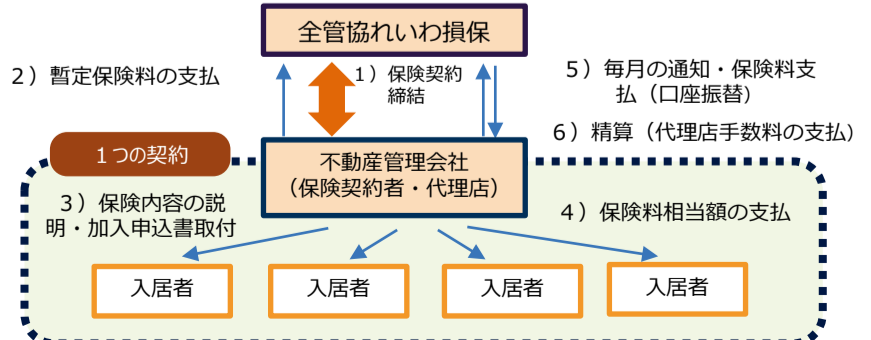 全管協れいわ損保
2）暫定保険料の支払
1）保険契約
締結
5）毎月の通知・保険料支
払（口座振替）
6）精算（代理店手数料の支払）
１つの契約
不動産管理会社
（保険契約者・代理店）
3）保険内容の説
明・加入申込書取付
4）保険料相当額の支払
入居者
入居者
入居者
入居者